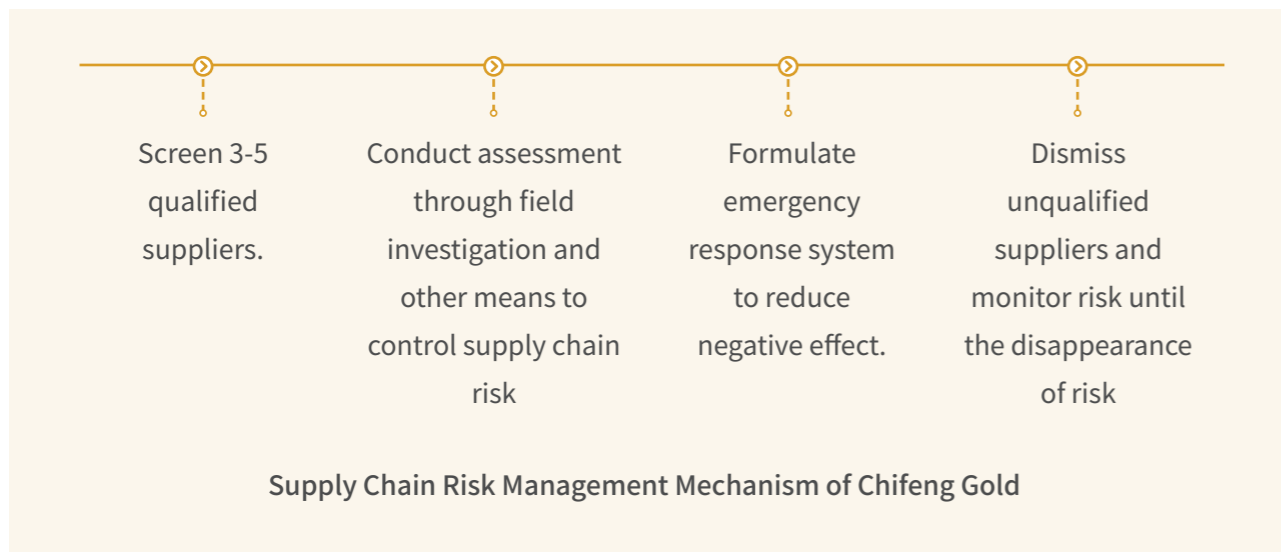 Screen 3-5
qualified
suppliers.
Conduct assessment
through field
investigation and
other means to
control supply chain
risk
Formulate
emergency
response system
to reduce
negative effect.
Dismiss
unqualified
suppliers and
monitor risk until
the disappearance
of risk
Supply Chain Risk Management Mechanism of Chifeng Gold